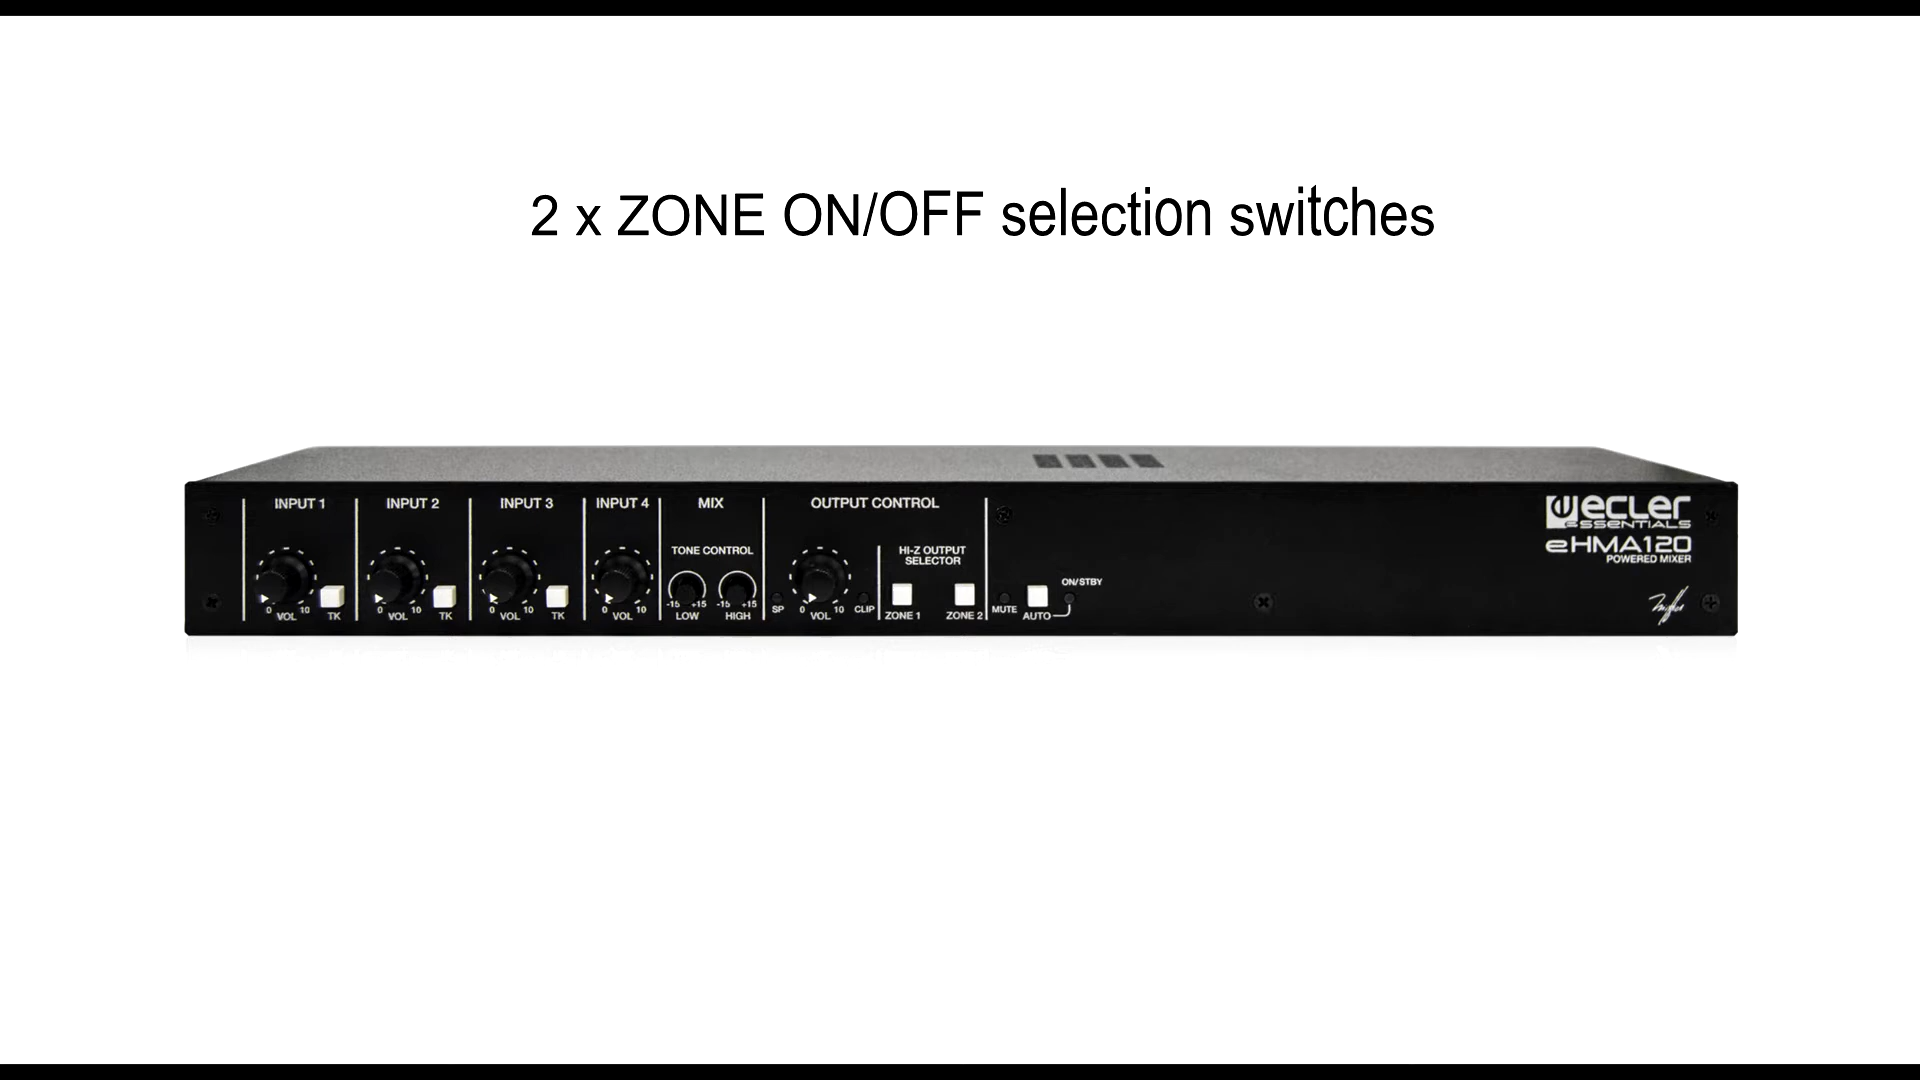 2 x ZONE ON/OFF selection switches
INPUT 1
INPUT 2
INPUT 3
INPUT 4
MIX
OUTPUT CONTROL
TONE CONTROL
HI-Z OUTPUT
SELECTOR
0 10
VOL
TK
0 10
VOL
TK
0 10
VOL
TK
0 10
VOL
-15 +15
LOW
-15 +15
HIGH
SP
0 10
VOL
CLIP
ZONE 1
ZONE 2
MUTE
AUTO
ON/STBY
ecler
essentials
eHMA120
POWERED MIXER